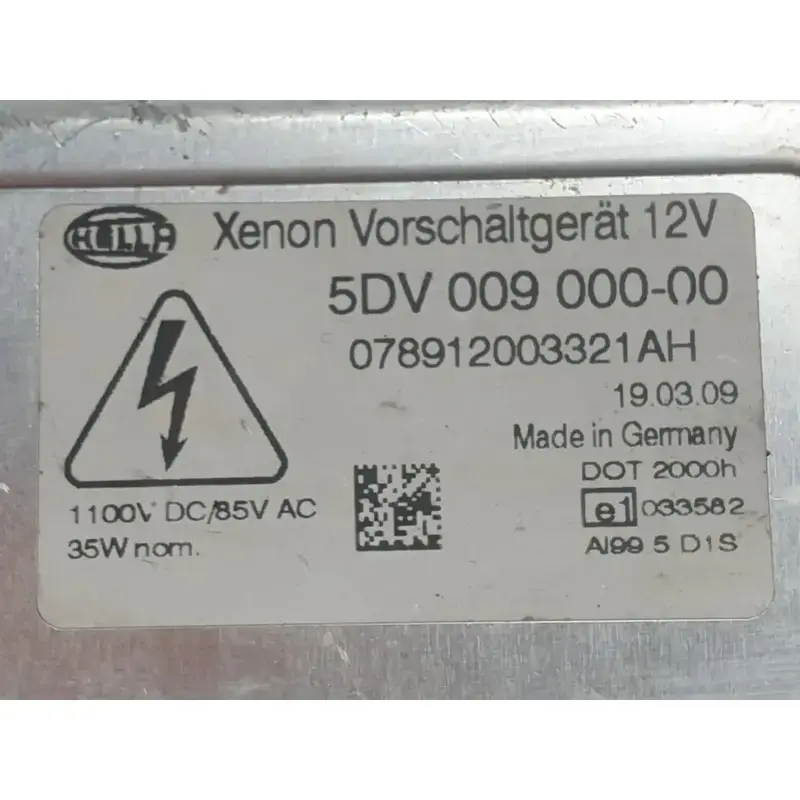 HELLA Xenon Vorschaltgerät 12V
5DV 009 000-00
078912003321AH
19.03.09
Made in Germany
DOT 2000h
e1 033582
AI99 5 D1S
1100V DC/85V AC
35W nom.